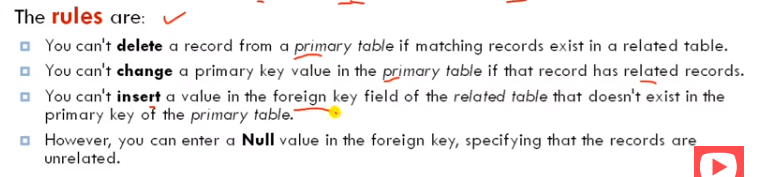 The rules are:
You can't delete a record from a primary table if matching records exist in a related table.
You can't change a primary key value in the primary table if that record has related records.
You can't insert a value in the foreign key field of the related table that doesn't exist in the
primary key of the primary table.
However, you can enter a Null value in the foreign key, specifying that the records are
unrelated.